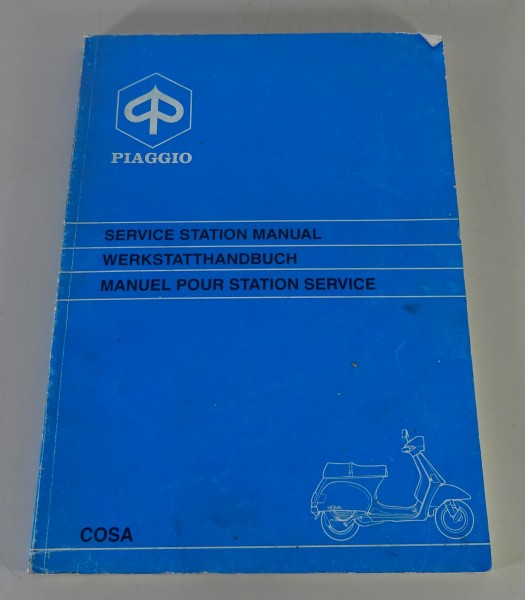 PIAGGIO
SERVICE STATION MANUAL
WERKSTATTHANDBUCH
MANUEL POUR STATION SERVICE
COSA